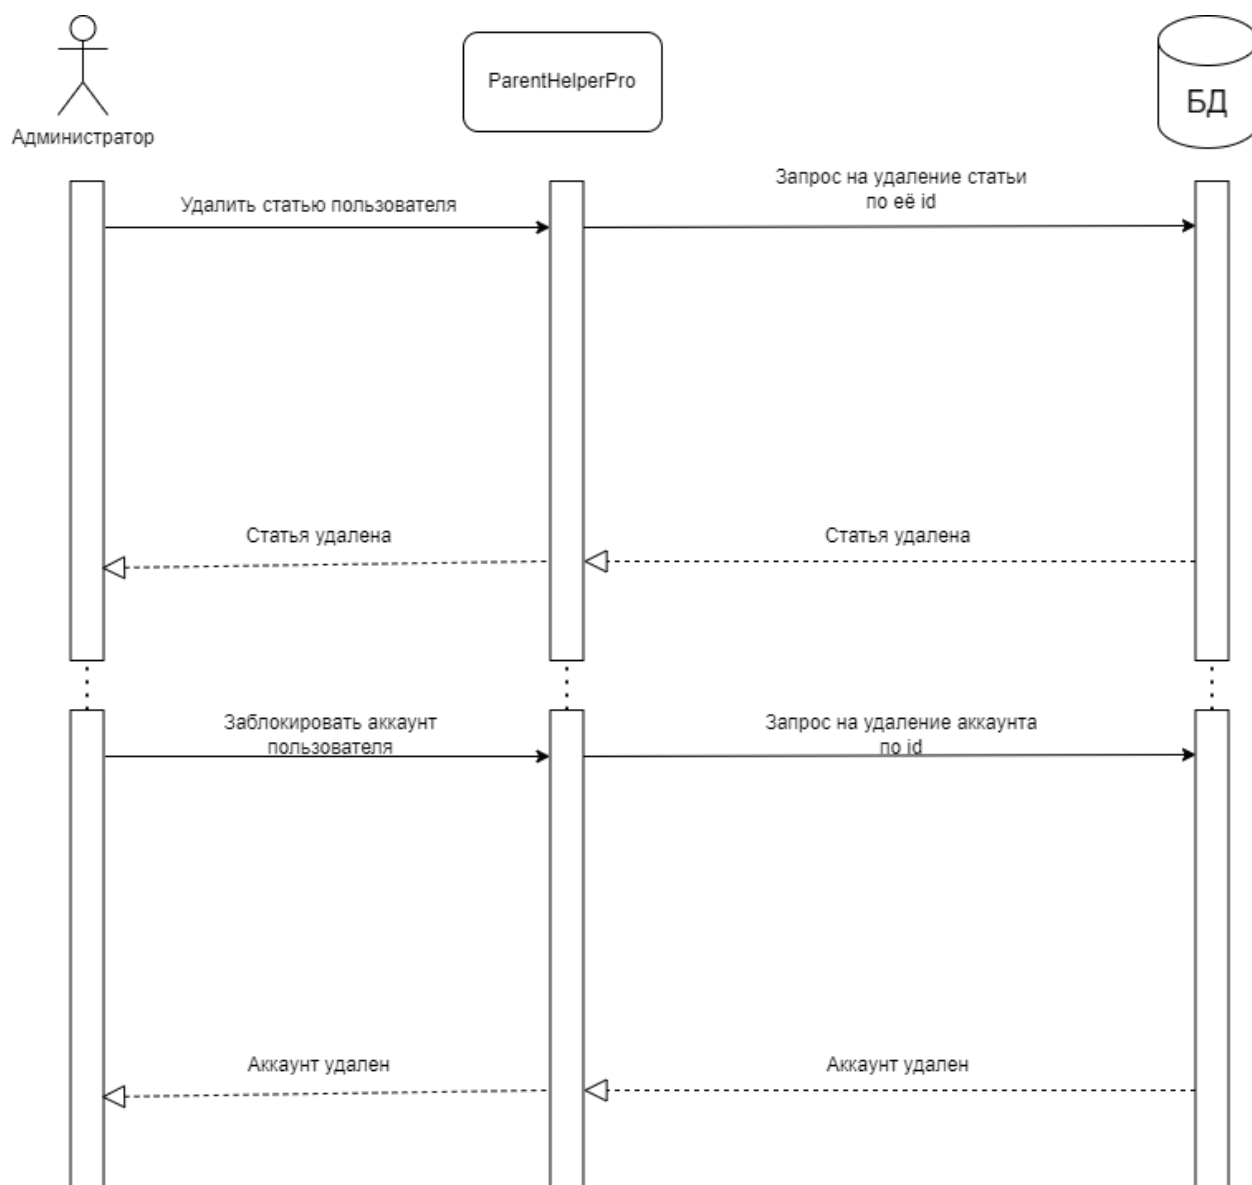 Администратор
ParentHelperPro
БД
Удалить статью пользователя
Запрос на удаление статьи
по её id
Статья удалена
Статья удалена
Заблокировать аккаунт
пользователя
Запрос на удаление аккаунта
по id
Аккаунт удален
Аккаунт удален